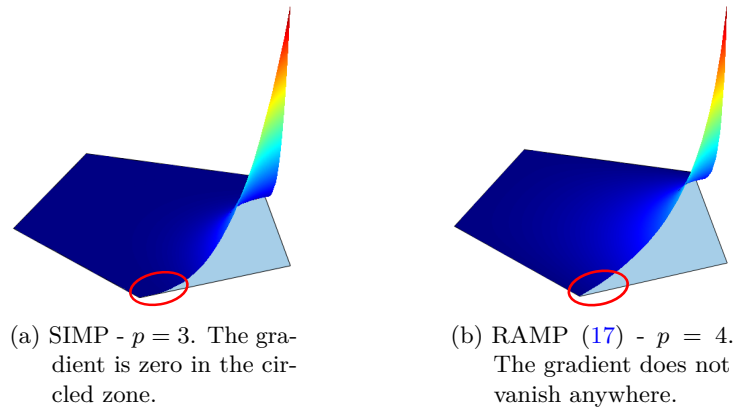 (a) SIMP - p = 3. The gra-
dient is zero in the cir-
cled zone.
(b) RAMP (17) - p = 4.
The gradient does not
vanish anywhere.